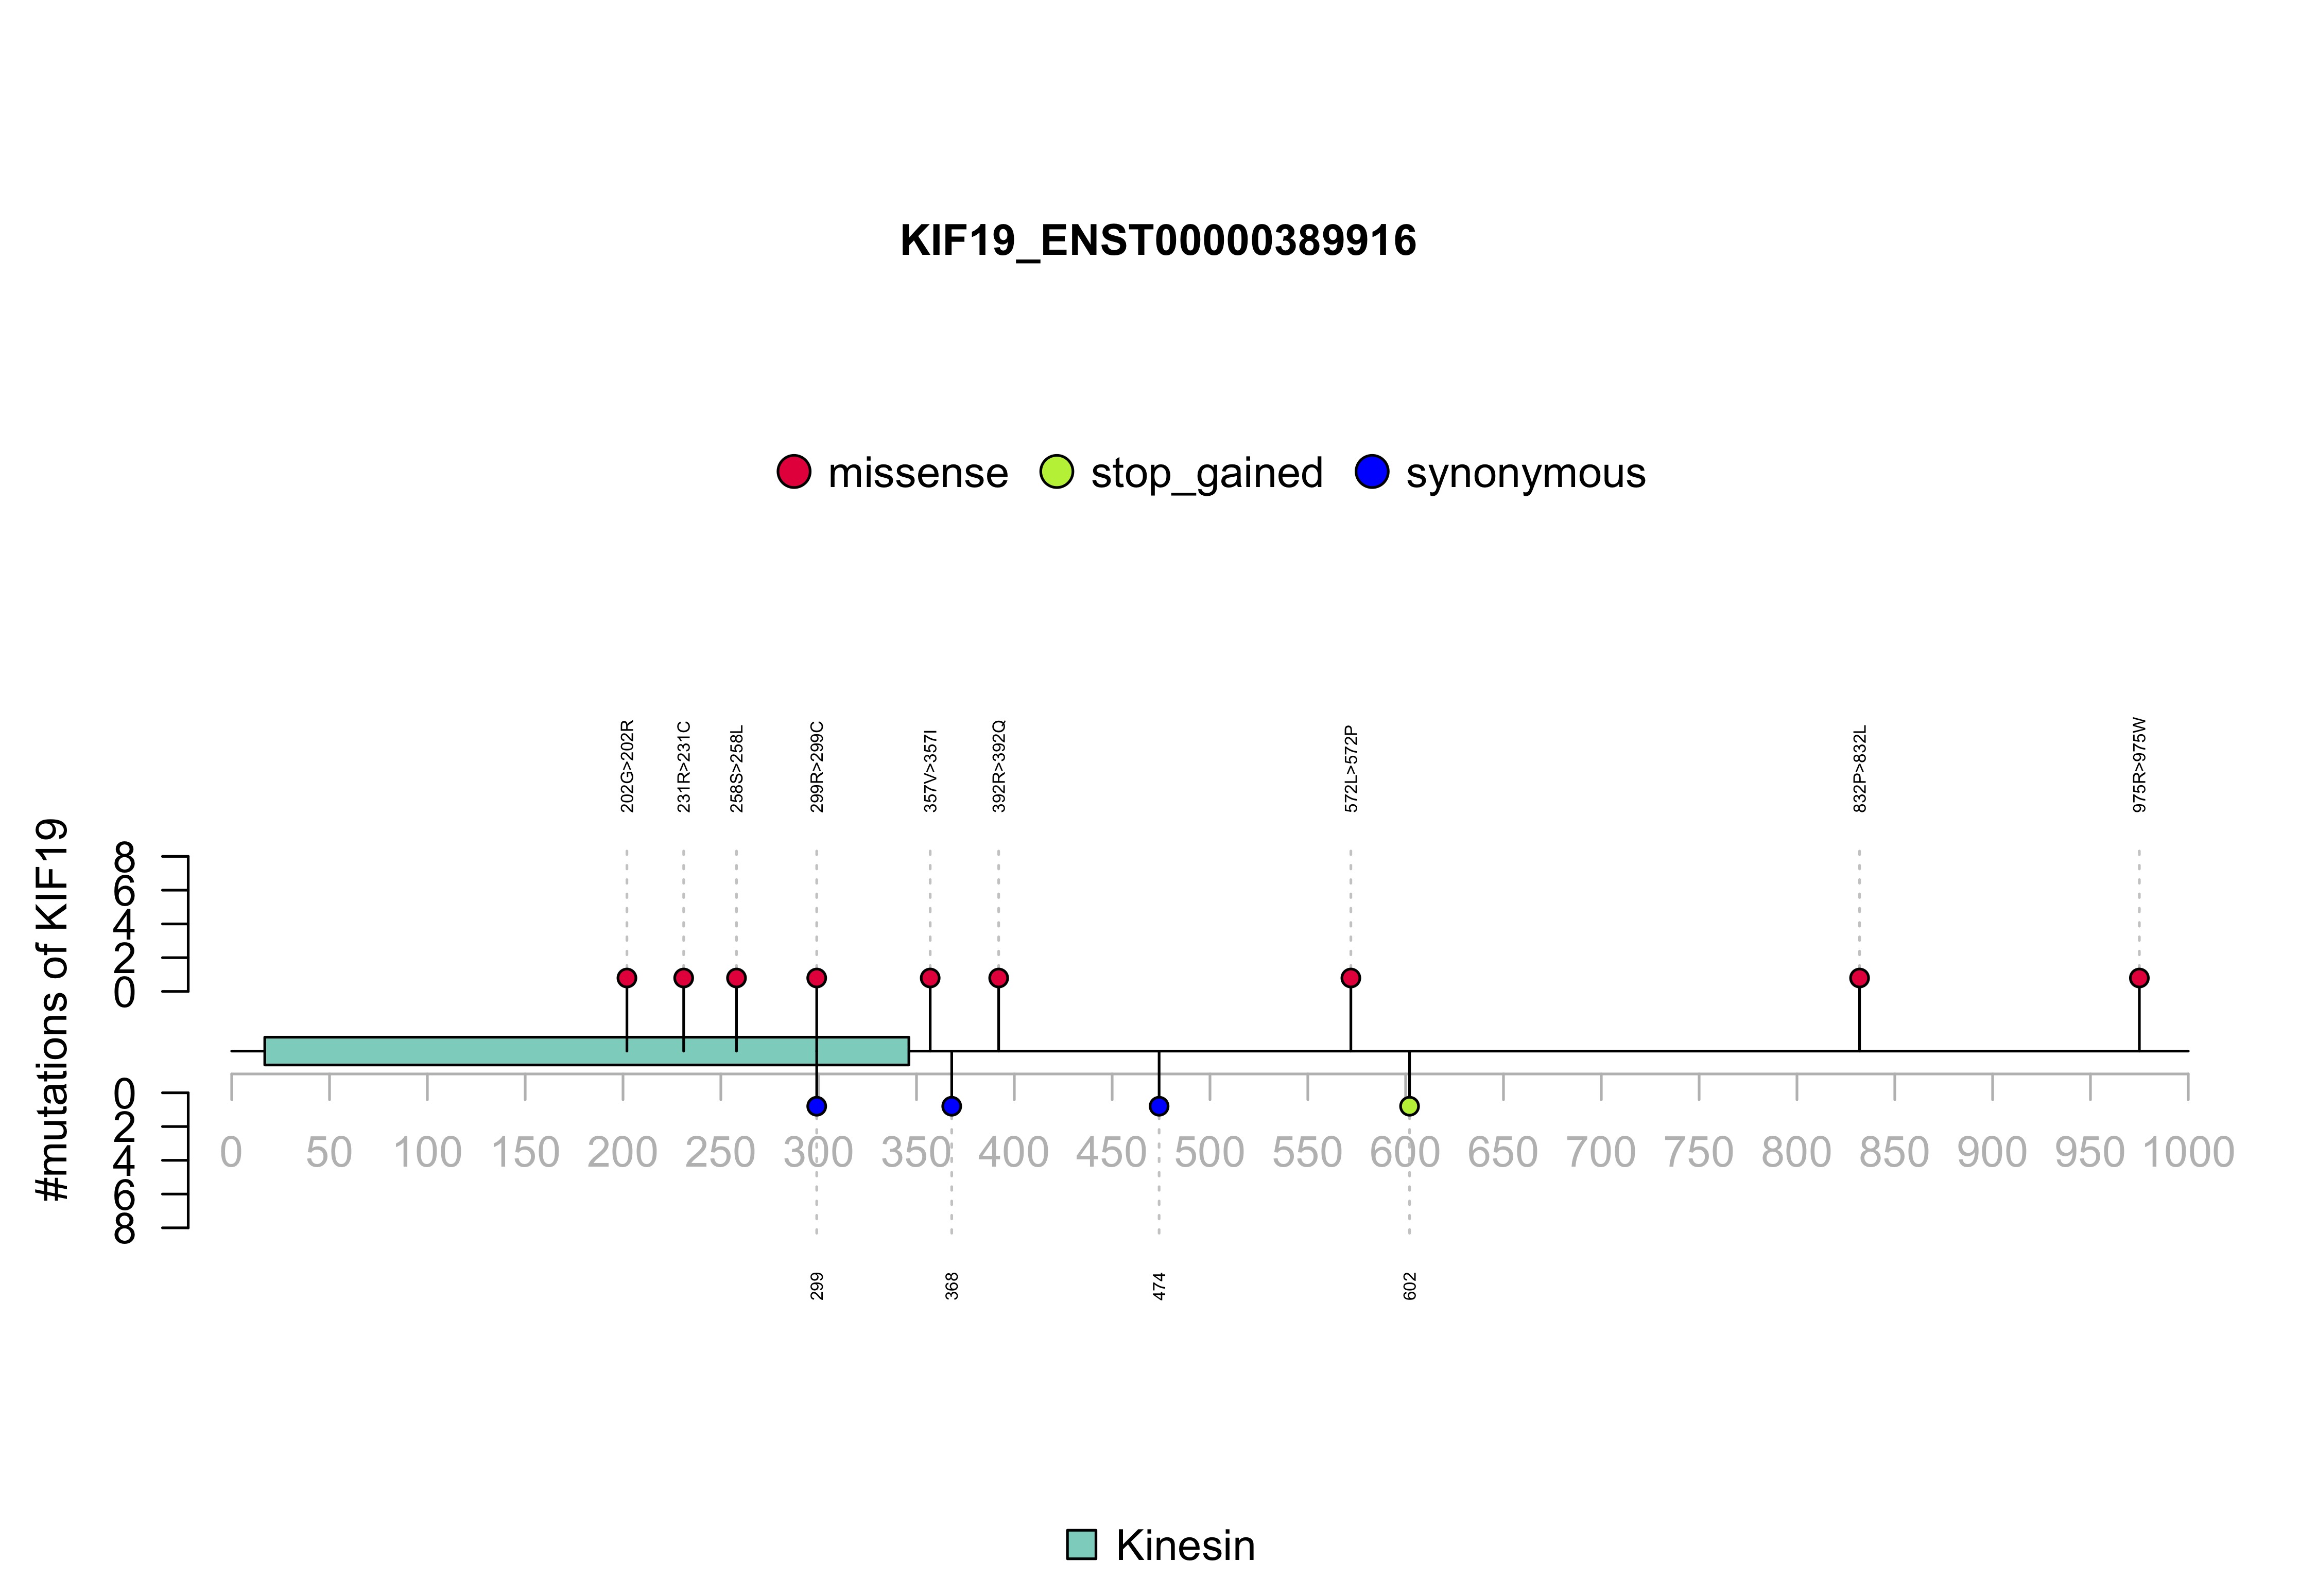 KIF19_ENST00000389916
missense stop_gained synonymous
202G>202R 231R>231C 258S>258L 299R>299C 357V>357I 392R>392Q 572L>572P 832P>832L 975R>975W
#mutations of KIF19
8
6
4
2
0
0
2
4
6
8
0 50 100 150 200 250 300 350 400 450 500 550 600 650 700 750 800 850 900 950 1000
299 368 474 602
Kinesin